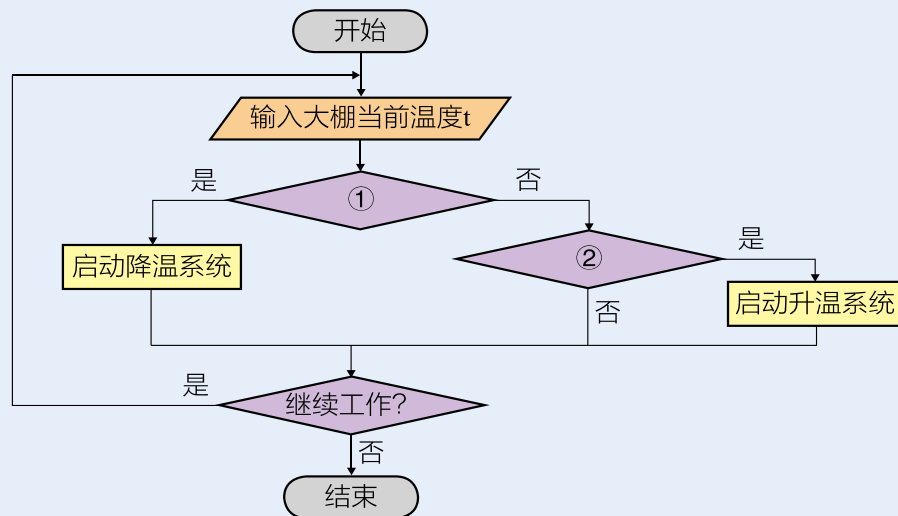 开始
输入大棚当前温度t
是
①
否
启动降温系统
②
是
启动升温系统
否
是
继续工作?
否
结束